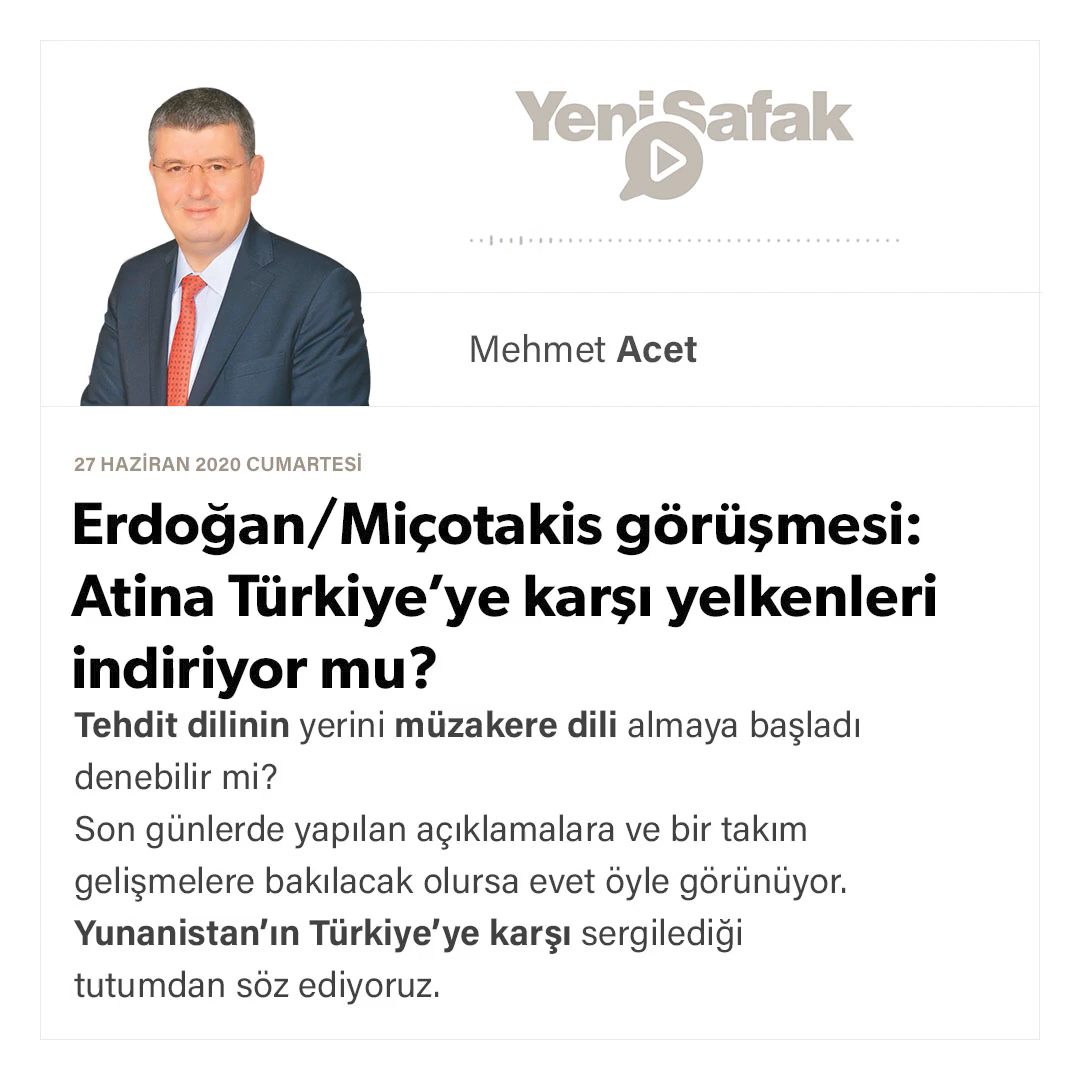 YeniŞafak
Mehmet Acet
27 HAZİRAN 2020 CUMARTESİ
Erdoğan/Miçotakis görüşmesi:
Atina Türkiye’ye karşı yelkenleri
indiriyor mu?
Tehdit dilinin yerini müzakere dili almaya başladı
denebilir mi?
Son günlerde yapılan açıklamalara ve bir takım
gelişmelere bakılacak olursa evet öyle görünüyor.
Yunanistan’ın Türkiye’ye karşı sergilediği
tutumdan söz ediyoruz.